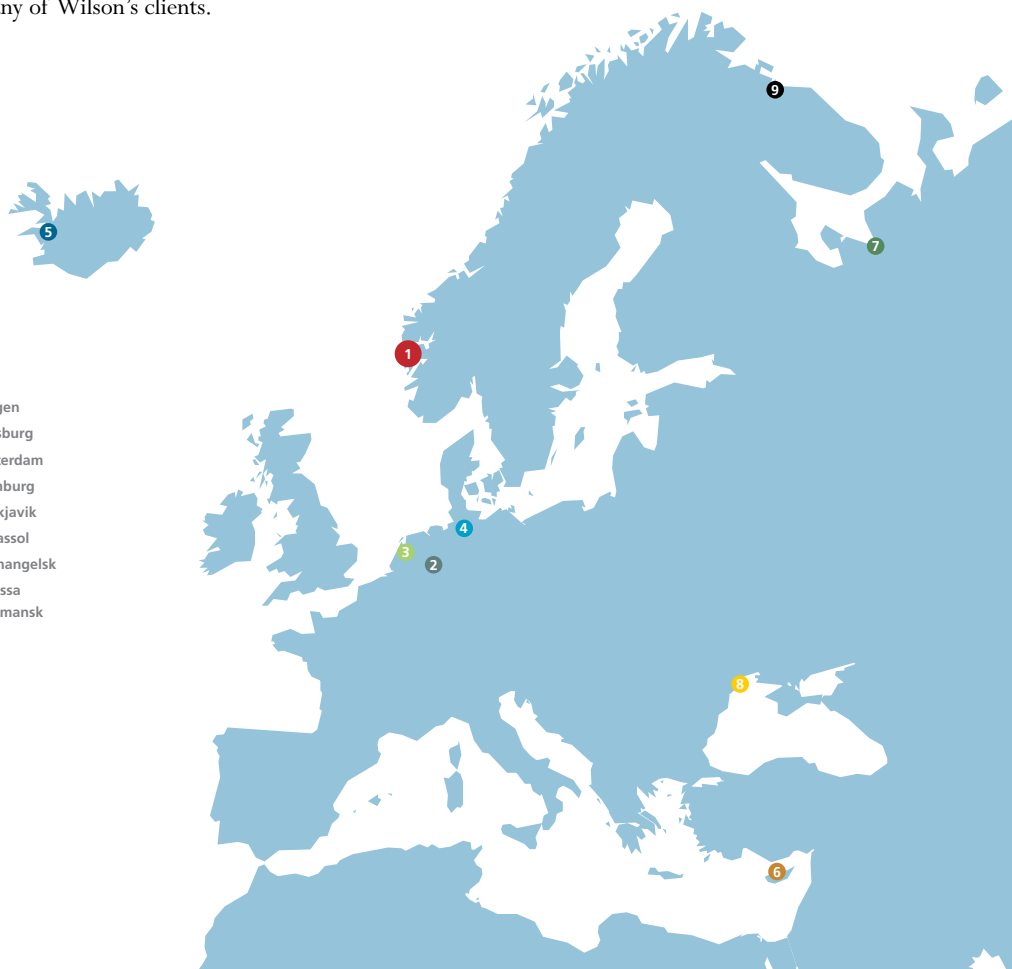 ny of Wilson's clients.
9
5
7
1
gen
sburg
erdam
burg
kjavik
assol
hangelsk
ssa
mansk
4
3
2
8
6